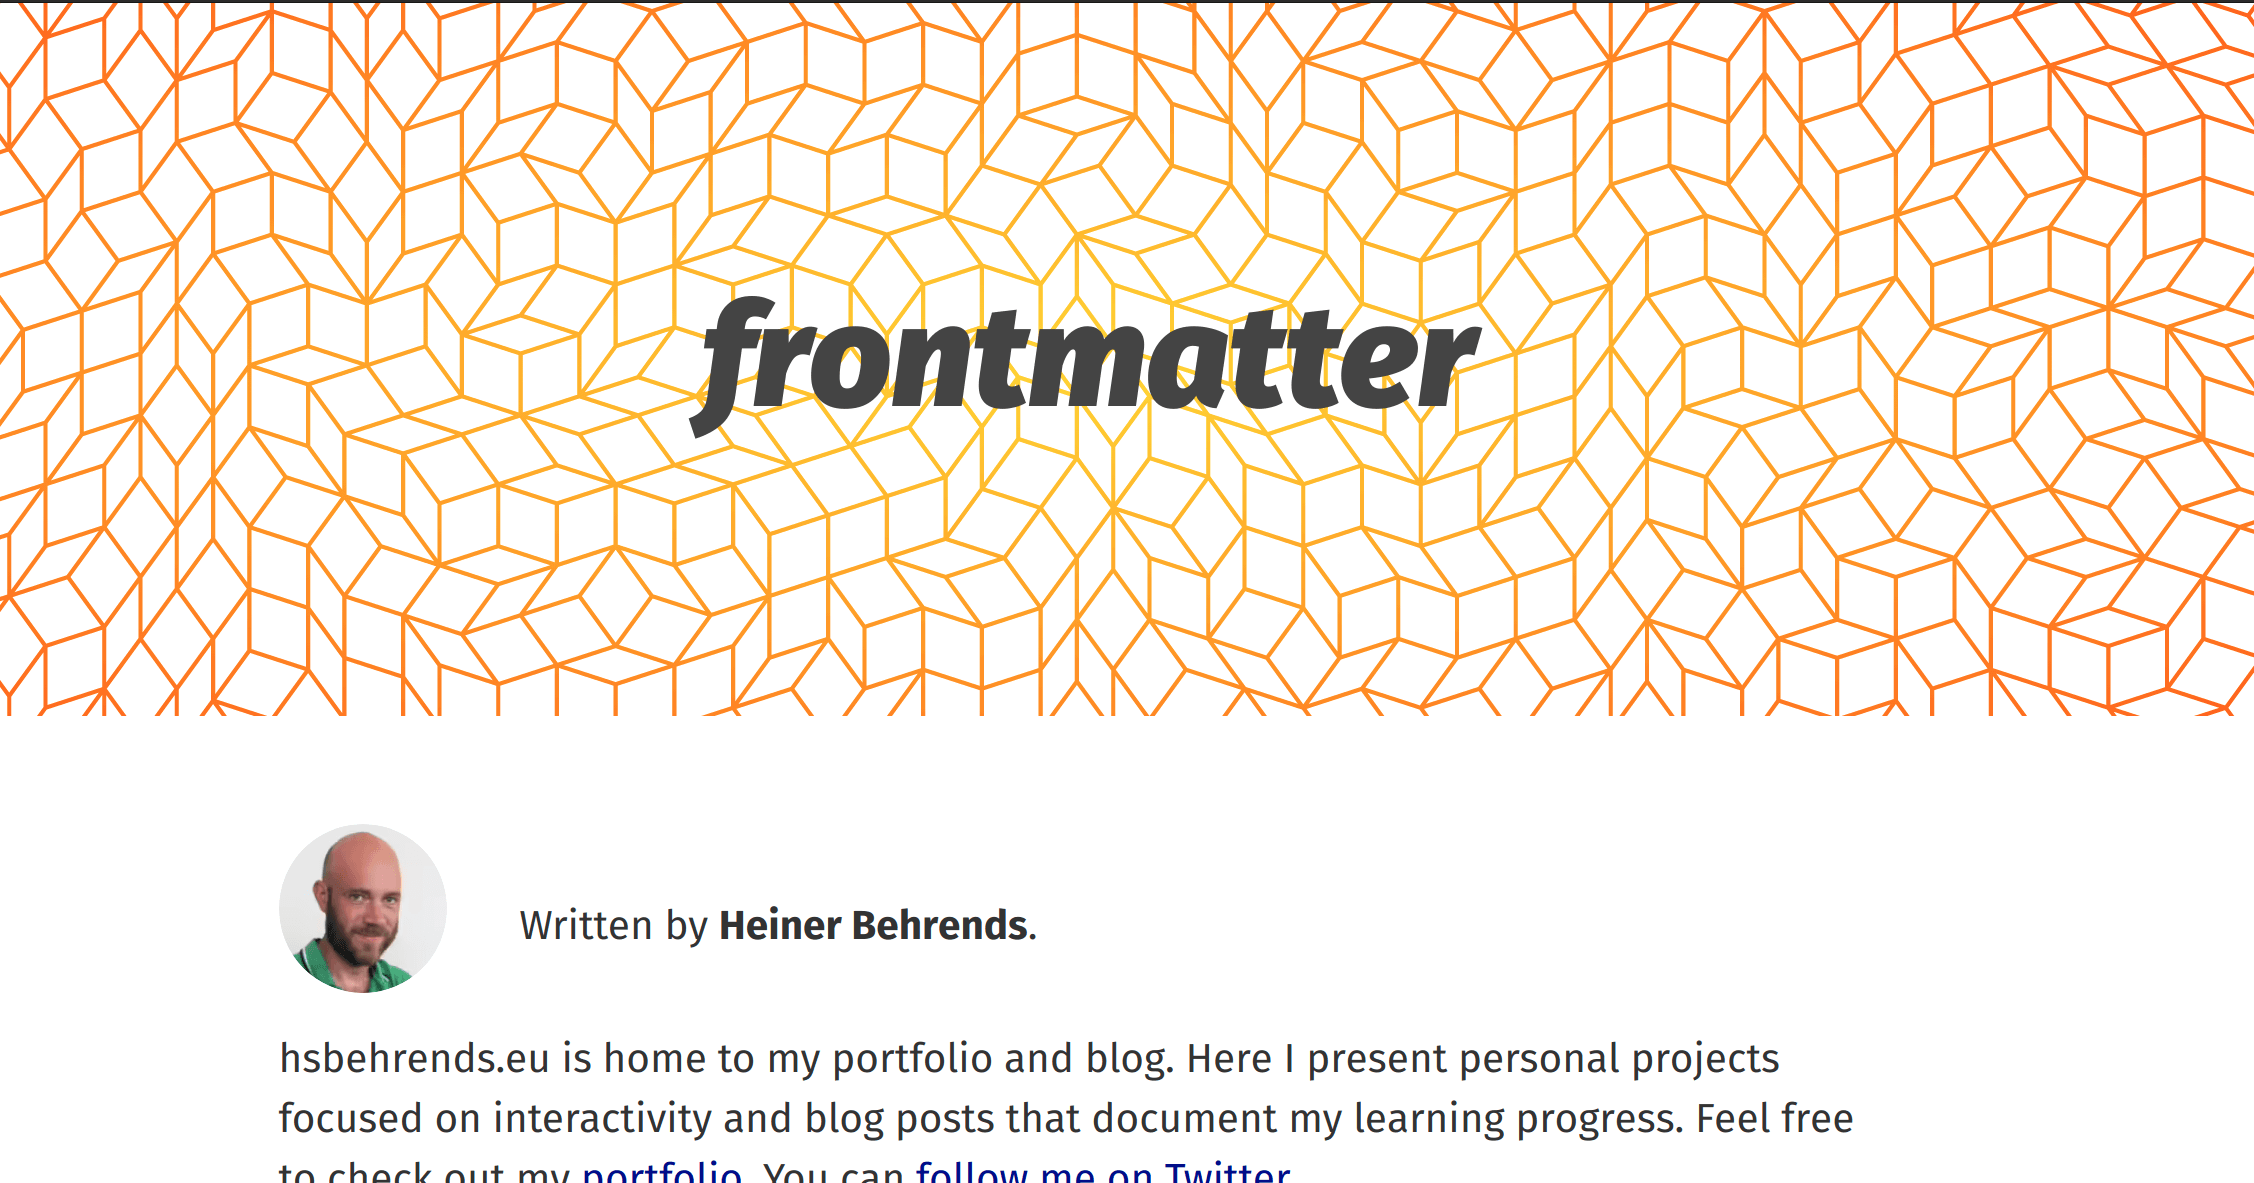 frontmatter
Written by Heiner Behrends.
hsbehrends.eu is home to my portfolio and blog. Here I present personal projects
focused on interactivity and blog posts that document my learning progress. Feel free
to check out my portfolio. You can follow me on Twitter.